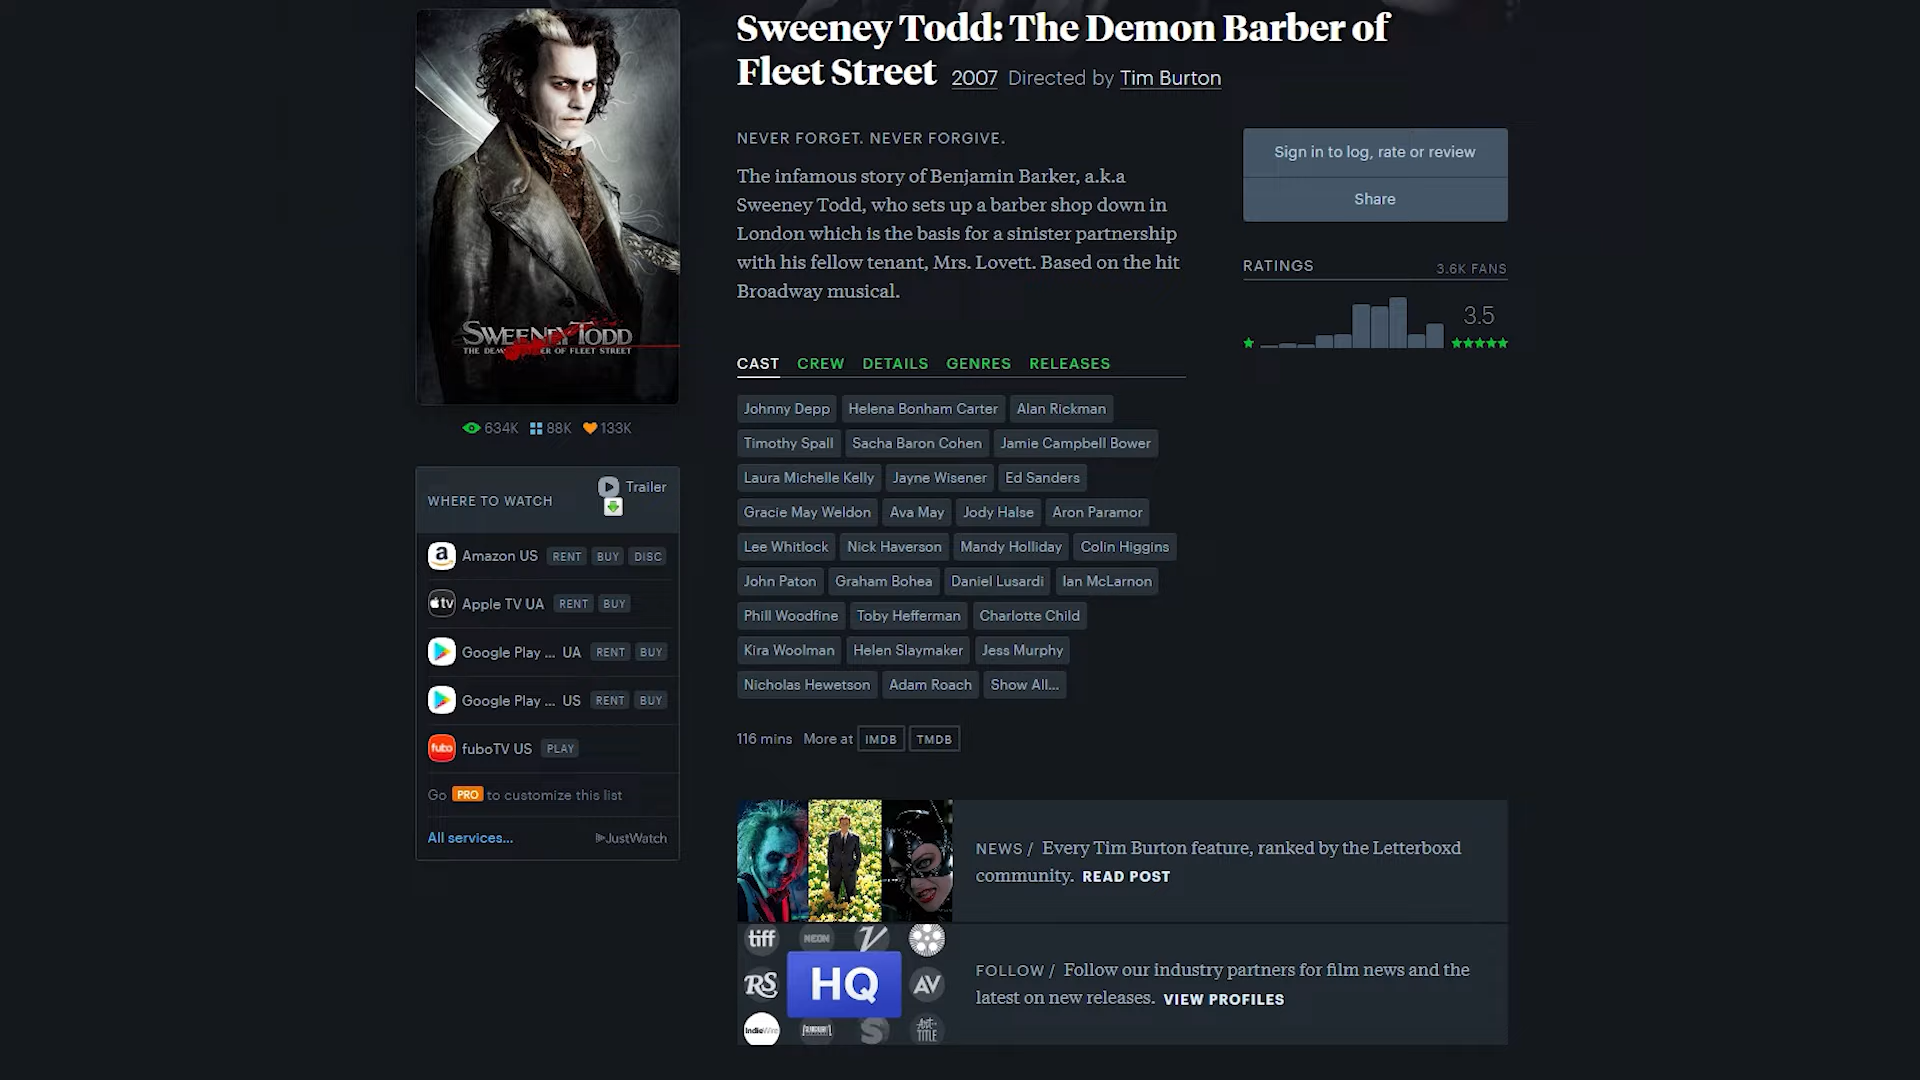 Sweeney Todd: The Demon Barber of
Fleet Street 2007 Directed by Tim Burton
NEVER FORGET. NEVER FORGIVE.
The infamous story of Benjamin Barker, a.k.a
Sweeney Todd, who sets up a barber shop down in
London which is the basis for a sinister partnership
with his fellow tenant, Mrs. Lovett. Based on the hit
Broadway musical.
Sign in to log, rate or review
Share
RATINGS 3.6K FANS
3.5
SWEENEY TODD
634K 88K 133K
WHERE TO WATCH
Trailer
Amazon US RENT BUY DISC
Apple TV UA RENT BUY
Google Play ... UA RENT BUY
Google Play ... US RENT BUY
fubo fuboTV US PLAY
Go PRO to customize this list
All services... JustWatch
CAST CREW DETAILS GENRES RELEASES
Johnny Depp Helena Bonham Carter Alan Rickman
Timothy Spall Sacha Baron Cohen Jamie Campbell Bower
Laura Michelle Kelly Jayne Wisener Ed Sanders
Gracie May Weldon Ava May Jody Halse Aron Paramor
Lee Whitlock Nick Haverson Mandy Holliday Colin Higgins
John Paton Graham Bohea Daniel Lusardi Ian McLarnon
Phill Woodfine Toby Hefferman Charlotte Child
Kira Woolman Helen Slaymaker Jess Murphy
Nicholas Hewetson Adam Roach Show All...
116 mins More at IMDB TMDB
NEWS / Every Tim Burton feature, ranked by the Letterboxd
community. READ POST
tiff NEON
RS HQ AV
IndieWire
Art of the TITLE
FOLLOW / Follow our industry partners for film news and the
latest on new releases. VIEW PROFILES